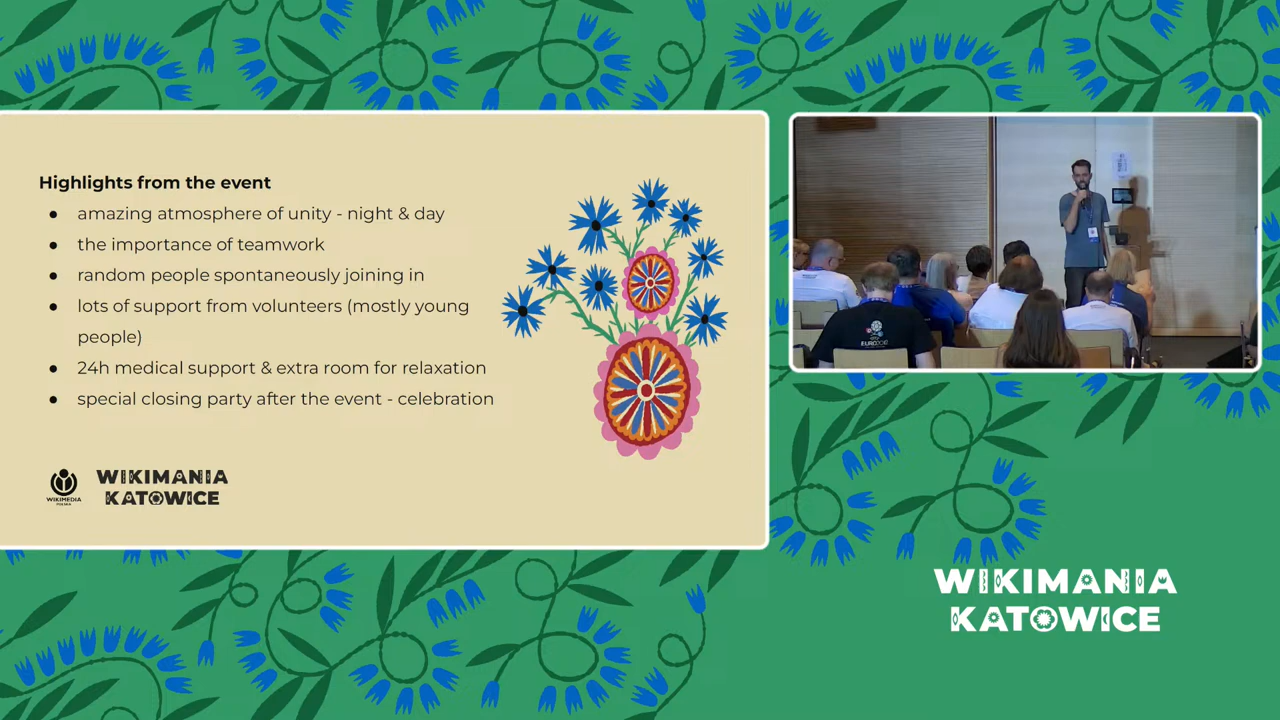 Highlights from the event
● amazing atmosphere of unity - night & day
● the importance of teamwork
● random people spontaneously joining in
● lots of support from volunteers (mostly young
people)
● 24h medical support & extra room for relaxation
● special closing party after the event - celebration
WIKIMEDIA
POLSKA
WIKIMANIA
KATOWICE
WIKIMANIA
KATOWICE